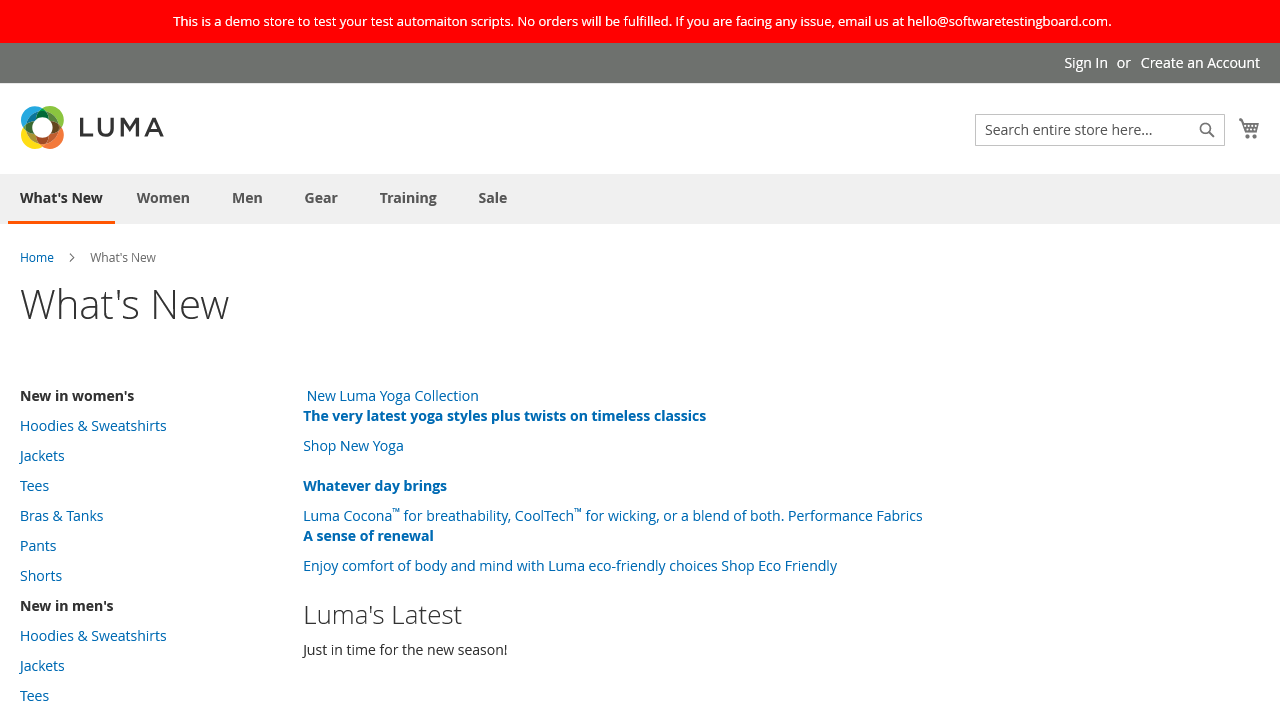 This is a demo store to test your test automaiton scripts. No orders will be fulfilled. If you are facing any issue, email us at hello@softwaretestingboard.com.
Sign In or Create an Account
LUMA
Search entire store here...
What's New Women Men Gear Training Sale
Home > What's New
What's New
New in women's
Hoodies & Sweatshirts
Jackets
Tees
Bras & Tanks
Pants
Shorts
New in men's
Hoodies & Sweatshirts
Jackets
Tees
New Luma Yoga Collection
The very latest yoga styles plus twists on timeless classics
Shop New Yoga
Whatever day brings
Luma Cocona™ for breathability, CoolTech™ for wicking, or a blend of both. Performance Fabrics
A sense of renewal
Enjoy comfort of body and mind with Luma eco-friendly choices Shop Eco Friendly
Luma's Latest
Just in time for the new season!